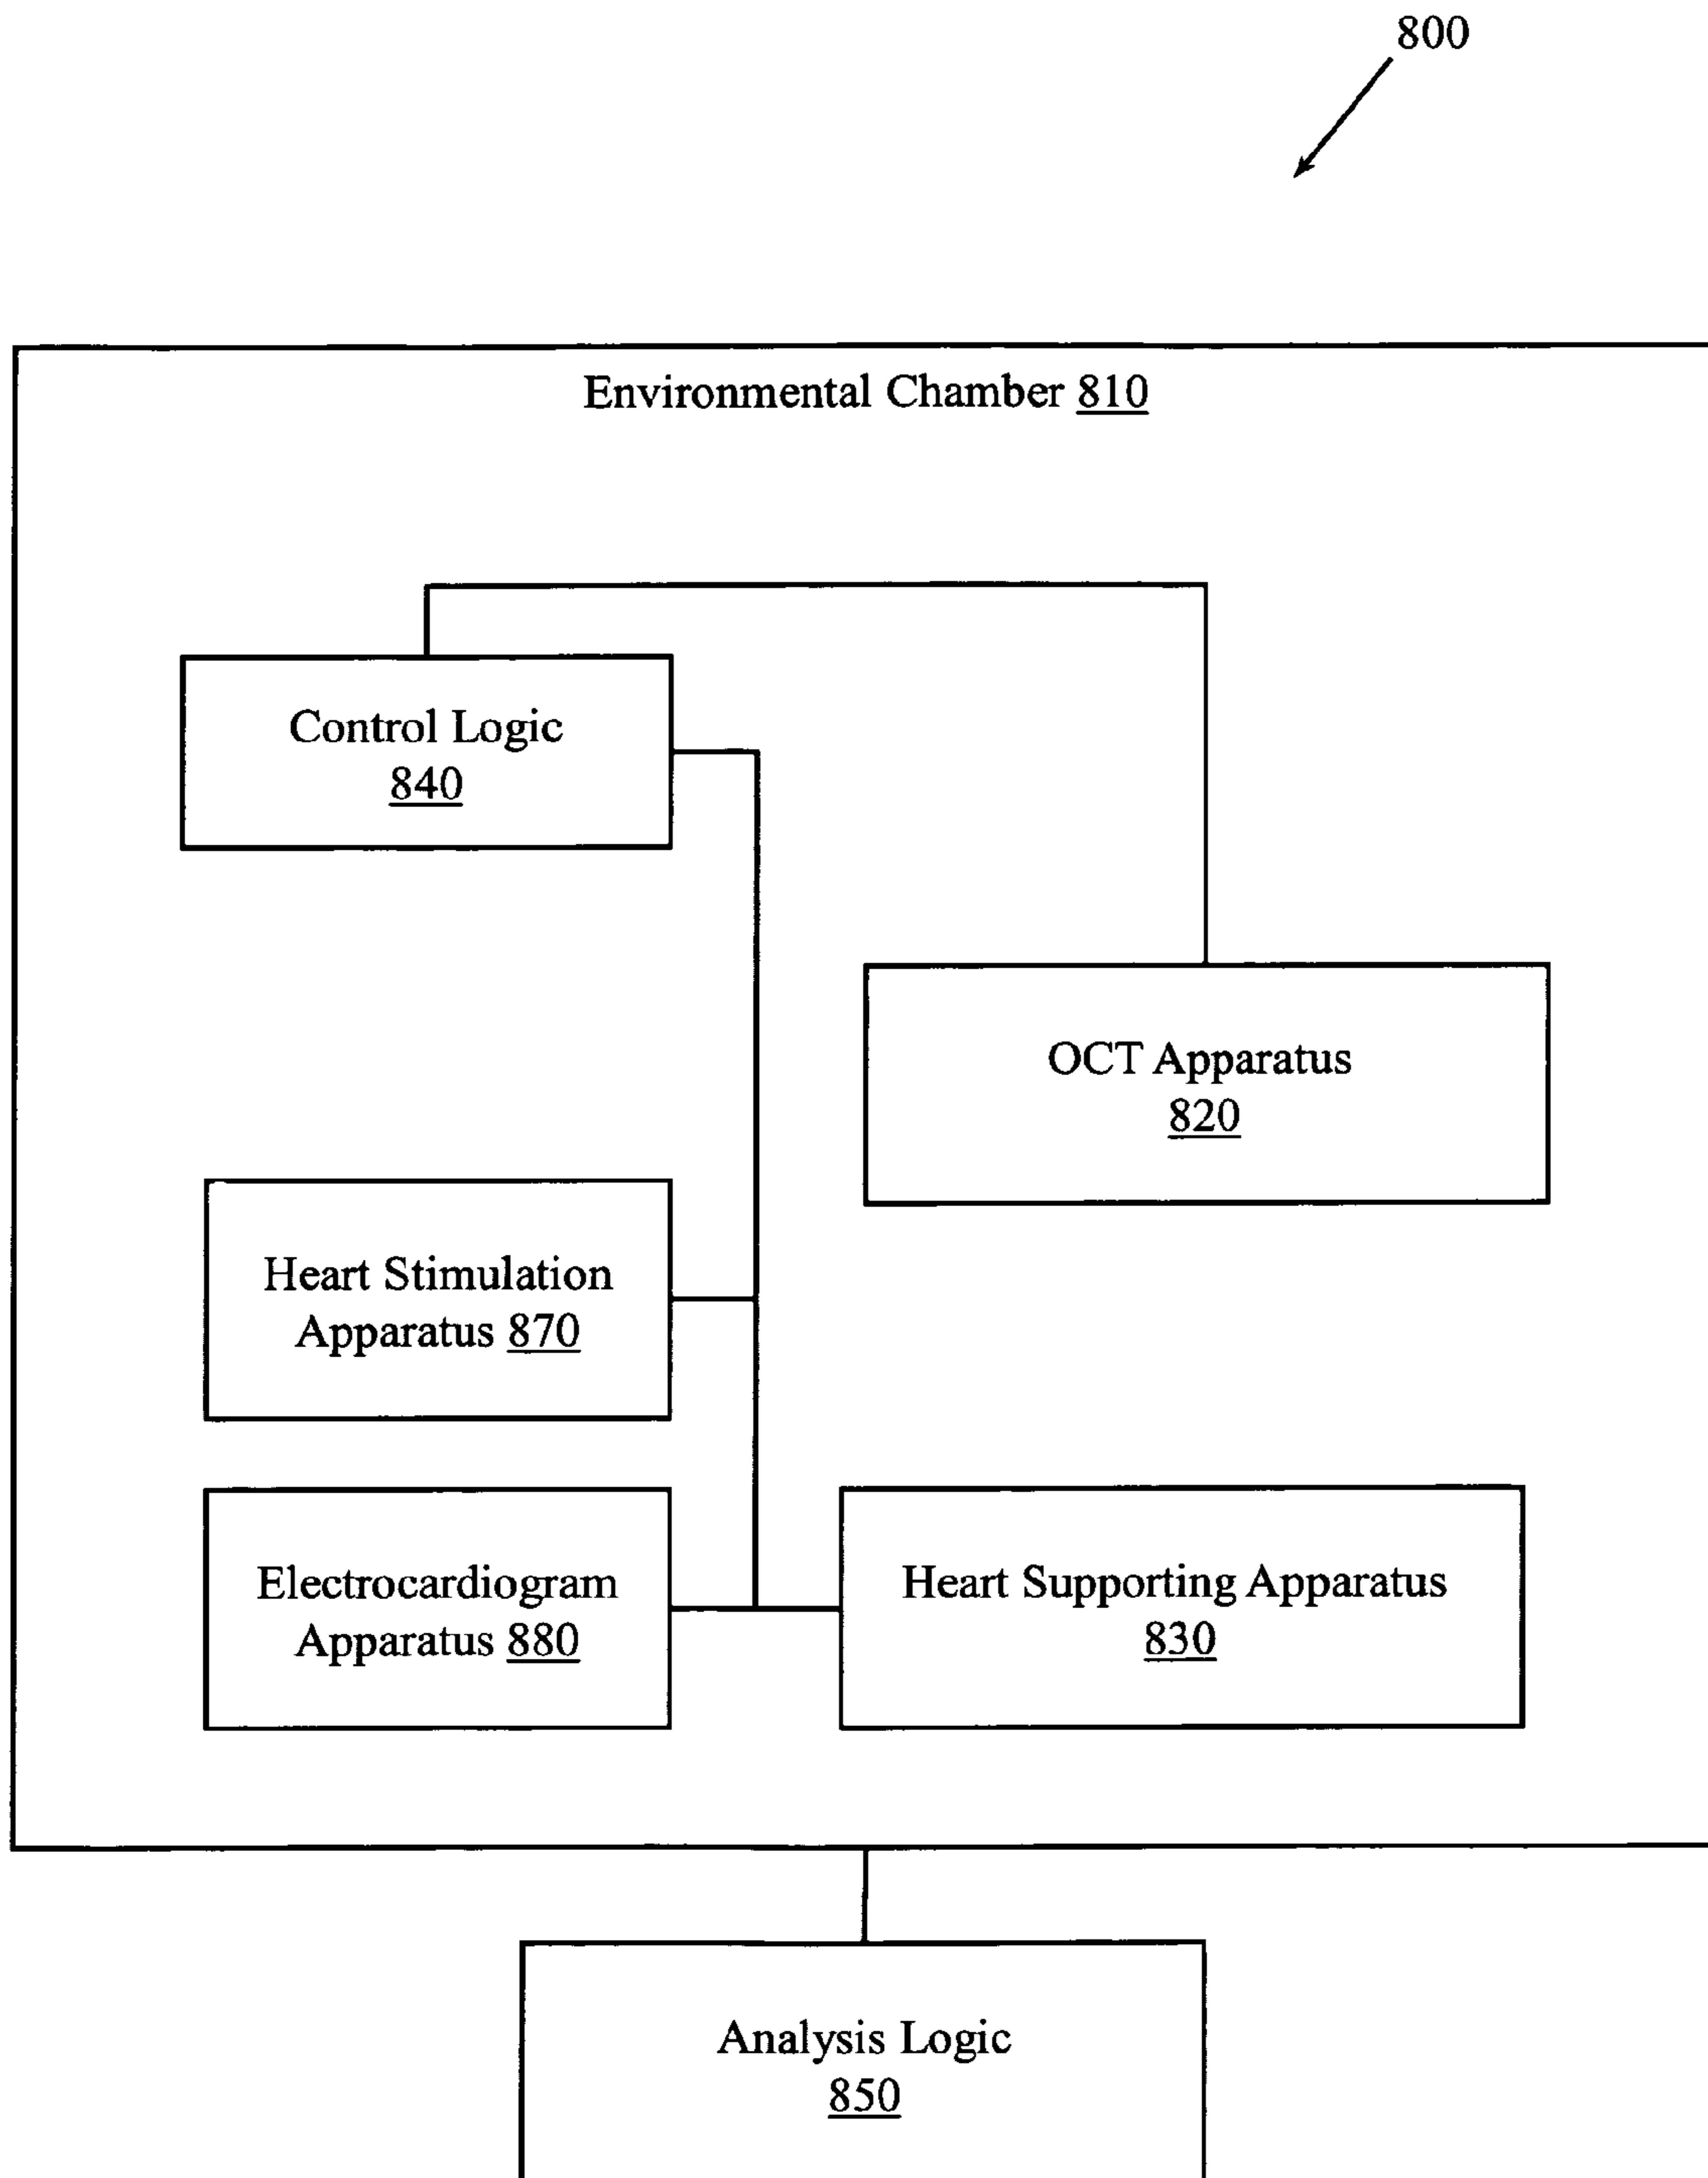 800
Environmental Chamber 810
Control Logic
840
OCT Apparatus
820
Heart Stimulation
Apparatus 870
Electrocardiogram
Apparatus 880
Heart Supporting Apparatus
830
Analysis Logic
850